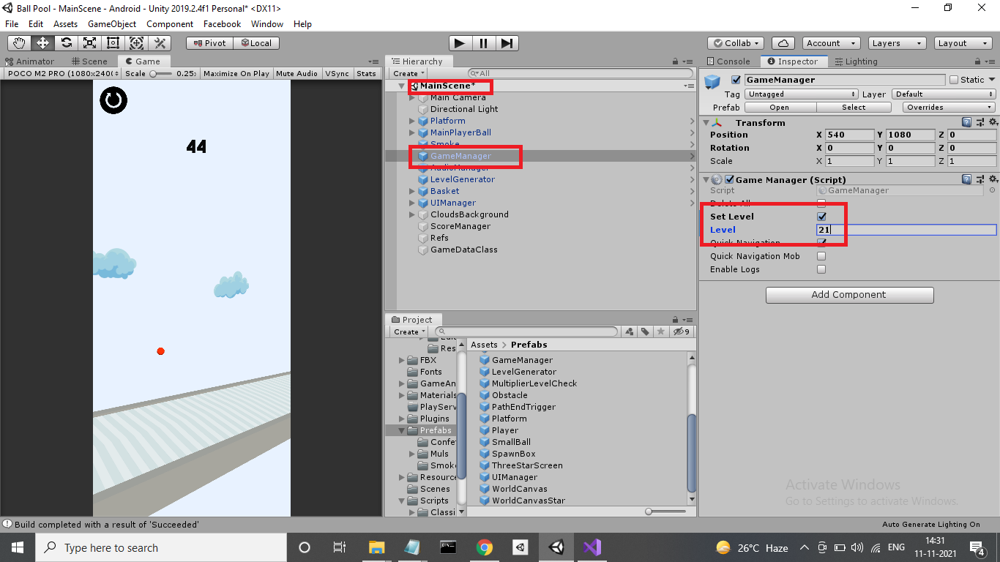 Ball Pool - MainScene - Android - Unity 2019.2.4f1 Personal* <DX11>
File Edit Assets GameObject Component Facebook Window Help
Pivot Local Collab Account Layers Layout
Animator Scene Game
POCO M2 PRO (1080x240( Scale 0.25x Maximize On Play Mute Audio VSync Stats
44
Hierarchy
Create All
MainScene*
Main Camera
Directional Light
Platform
MainPlayerBall
Smoke
GameManager
AudioManager
LevelGenerator
Basket
UIManager
CloudsBackground
ScoreManager
Refs
GameDataClass
Project
Create 9
Res
FBX
Fonts
GameAn
Materials
PlayServ
Plugins
Prefabs
Confe
Muls
Smok
Resource
Scenes
Scripts
Classi
Assets > Prefabs
GameManager
LevelGenerator
MultiplierLevelCheck
Obstacle
PathEndTrigger
Platform
Player
SmallBall
SpawnBox
ThreeStarScreen
UIManager
WorldCanvas
WorldCanvasStar
Console Inspector Lighting
GameManager Static
Tag Untagged Layer Default
Prefab Open Select Overrides
Transform
Position X 540 Y 1080 Z 0
Rotation X 0 Y 0 Z 0
Scale X 1 Y 1 Z 1
Game Manager (Script)
Script GameManager
Delete All
Set Level
Level 21
Quick Navigation
Quick Navigation Mob
Enable Logs
Add Component
Activate Windows
Go to Settings to activate Windows.
Build completed with a result of 'Succeeded'
Auto Generate Lighting On
Type here to search
26°C Haze ENG 14:31
11-11-2021 4